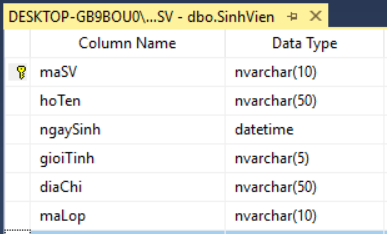 DESKTOP-GB9BOU0\...SV - dbo.SinhVien
Column Name Data Type
maSV nvarchar(10)
hoTen nvarchar(50)
ngaySinh datetime
gioiTinh nvarchar(5)
diaChi nvarchar(50)
maLop nvarchar(10)